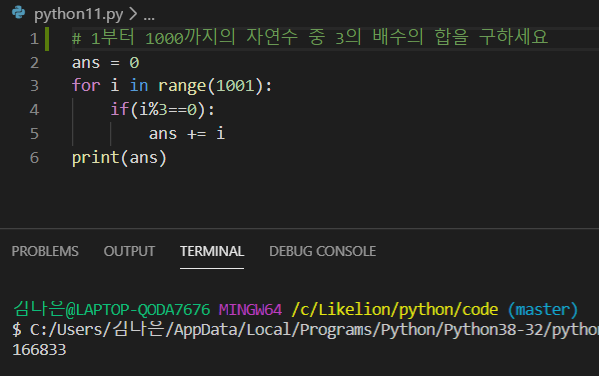 python11.py > ...
1 # 1부터 1000까지의 자연수 중 3의 배수의 합을 구하세요
2 ans = 0
3 for i in range(1001):
4 if(i%3==0):
5 ans += i
6 print(ans)
PROBLEMS OUTPUT TERMINAL DEBUG CONSOLE
김나은@LAPTOP-QODA7676 MINGW64 /c/Likelion/python/code (master)
$ C:/Users/김나은/AppData/Local/Programs/Python/Python38-32/python
166833